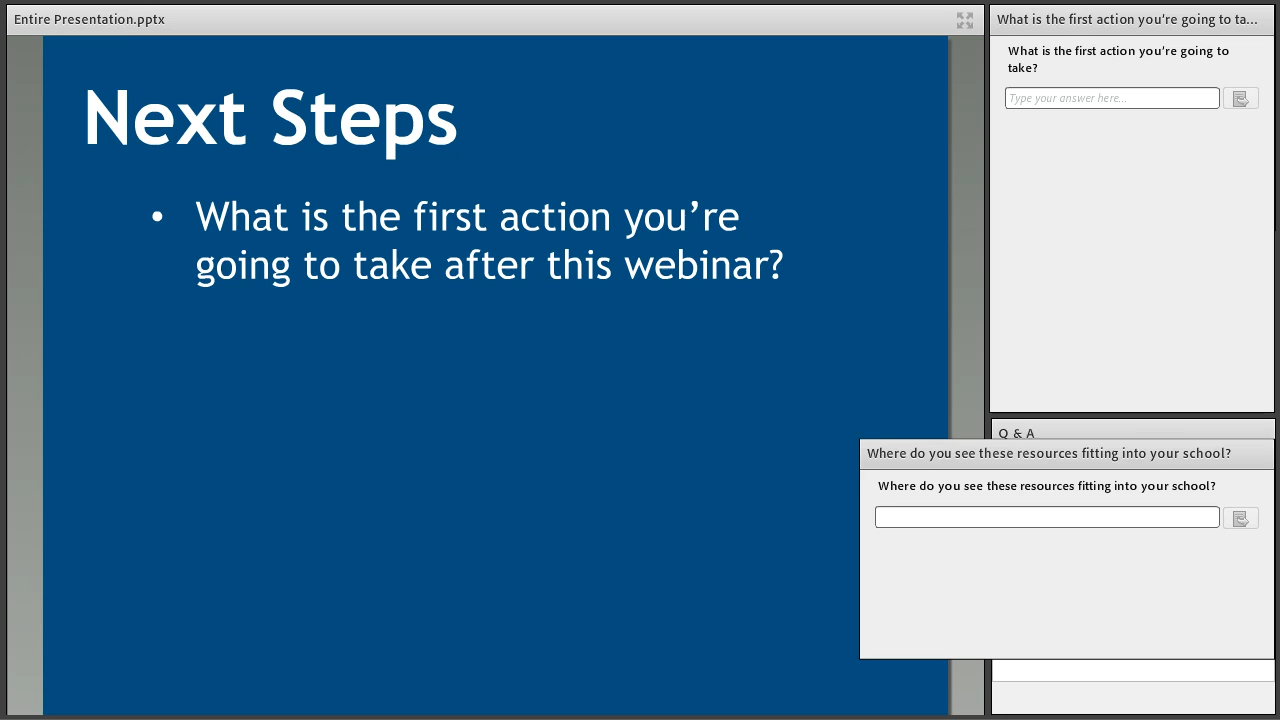 Entire Presentation.pptx
Next Steps
• What is the first action you’re
going to take after this webinar?
What is the first action you’re going to ta...
What is the first action you’re going to
take?
Type your answer here...
Q & A
Where do you see these resources fitting into your school?
Where do you see these resources fitting into your school?